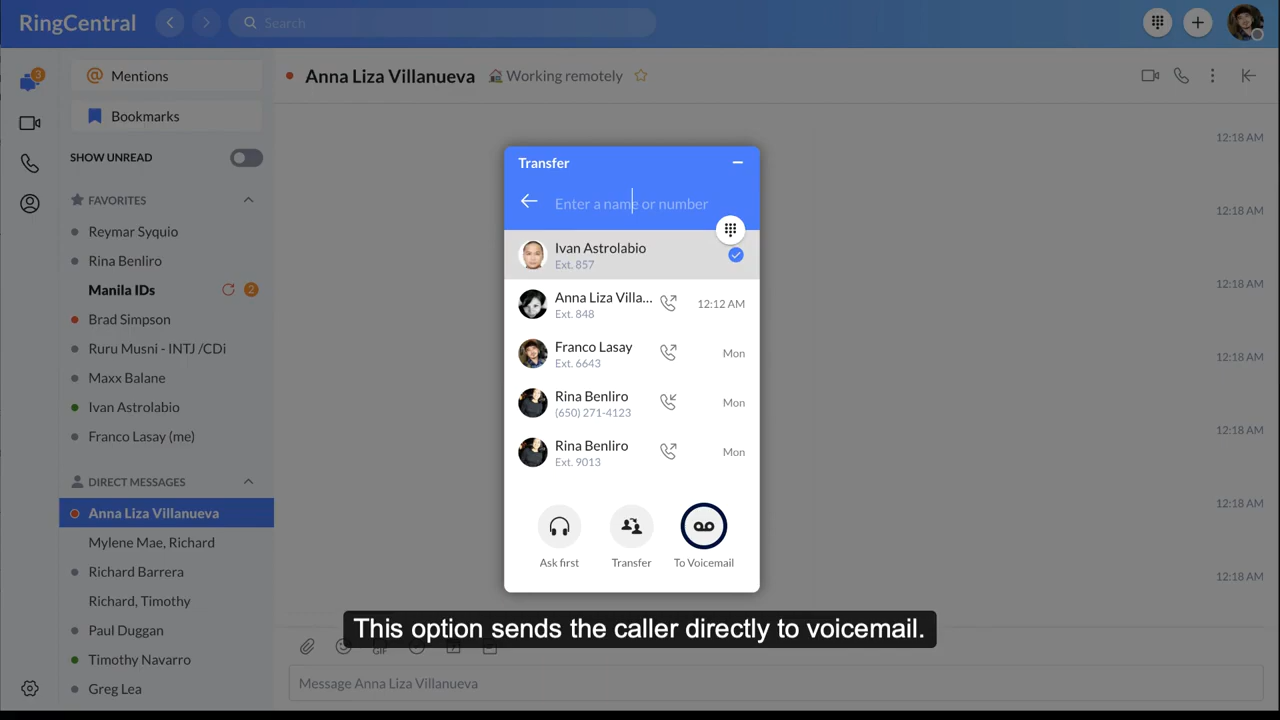 RingCentral
Search
3
Mentions
Bookmarks
SHOW UNREAD
FAVORITES
Reymar Syquio
Rina Benliro
Manila IDs
2
Brad Simpson
Ruru Musni - INTJ /CDi
Maxx Balane
Ivan Astrolabio
Franco Lasay (me)
DIRECT MESSAGES
Anna Liza Villanueva
Mylene Mae, Richard
Richard Barrera
Richard, Timothy
Paul Duggan
Timothy Navarro
Greg Lea
Anna Liza Villanueva
Working remotely
12:18 AM
12:18 AM
12:18 AM
12:18 AM
12:18 AM
12:18 AM
12:18 AM
Transfer
Enter a name or number
Ivan Astrolabio
Ext. 857
Anna Liza Villa...
12:12 AM
Ext. 848
Franco Lasay
Mon
Ext. 6643
Rina Benliro
Mon
(650) 271-4123
Rina Benliro
Mon
Ext. 9013
Ask first
Transfer
To Voicemail
This option sends the caller directly to voicemail.
GIF
Message Anna Liza Villanueva